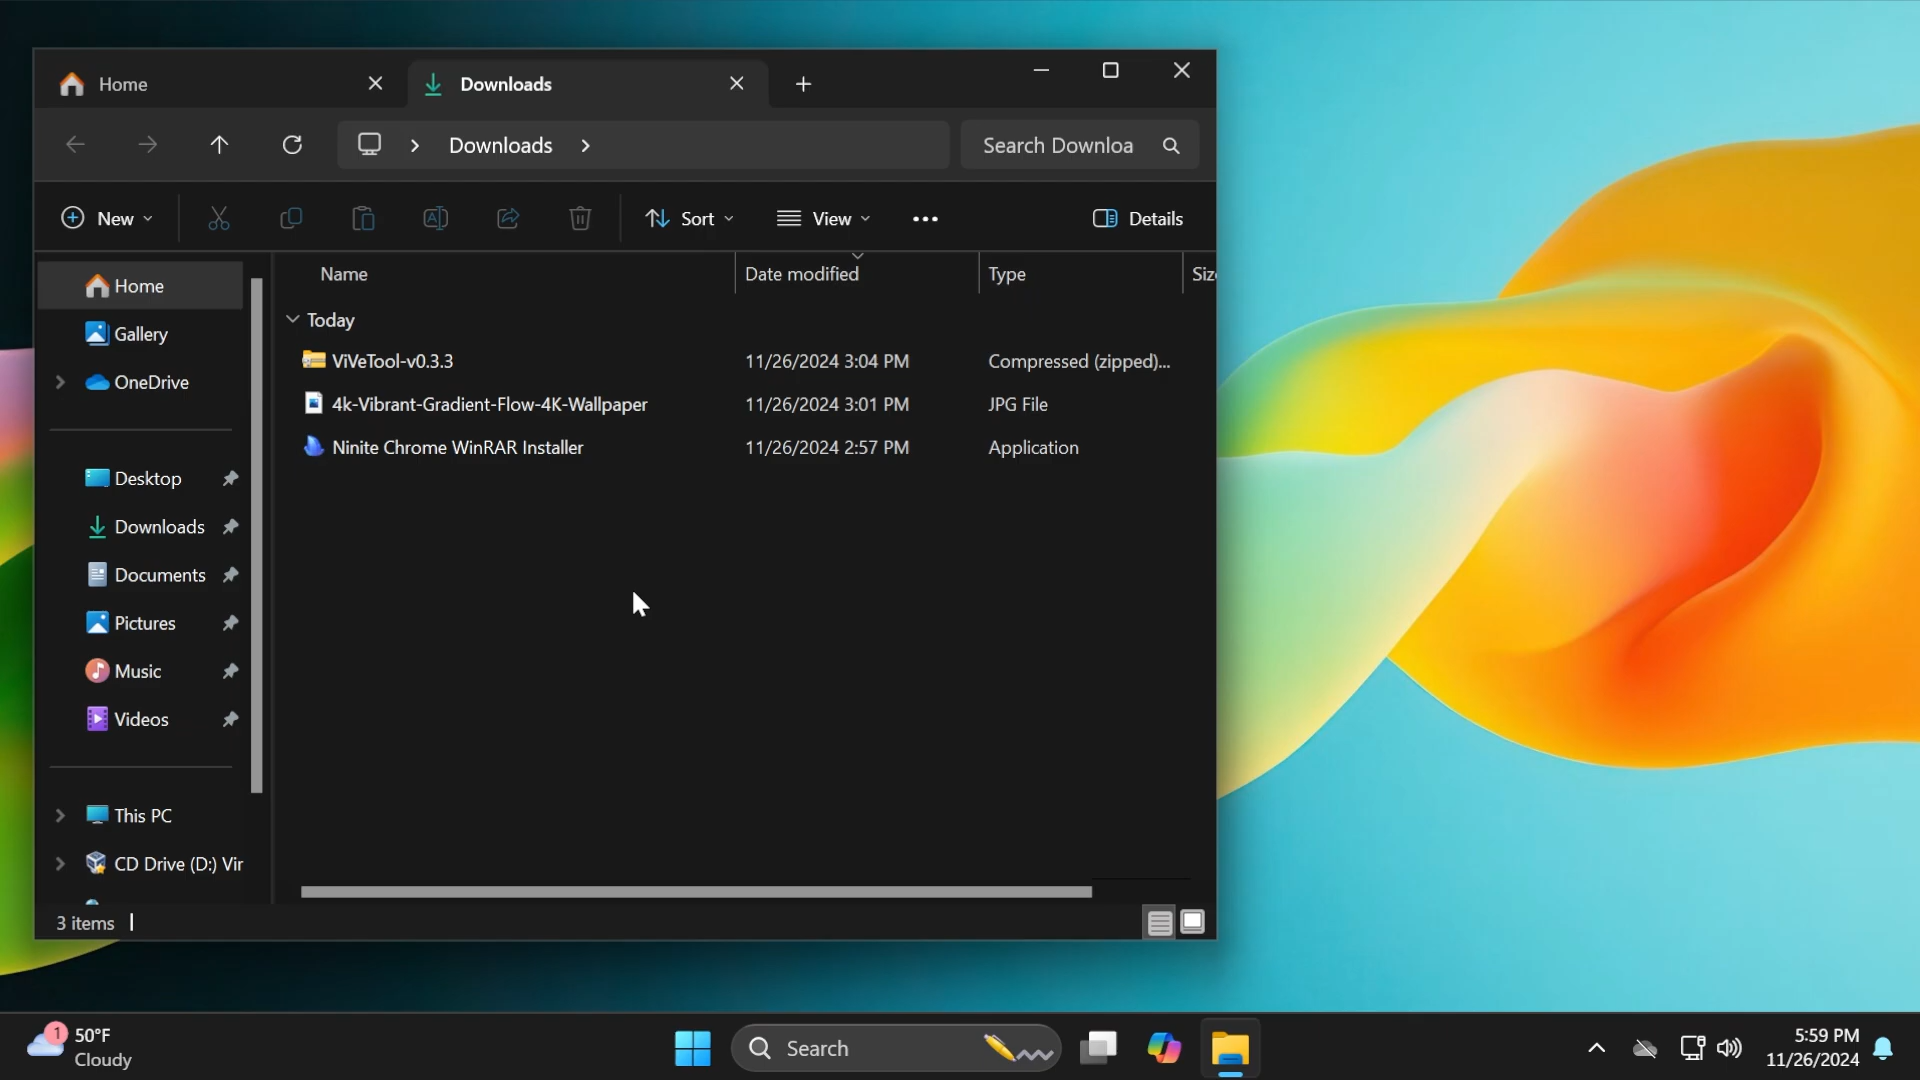 Home
Downloads
Downloads
Search Downloa
New
Sort
View
Details
Name
Date modified
Type
Siz
Home
Gallery
OneDrive
Desktop
Downloads
Documents
Pictures
Music
Videos
This PC
CD Drive (D:) Vir
Today
ViVeTool-v0.3.3 11/26/2024 3:04 PM Compressed (zipped)...
4k-Vibrant-Gradient-Flow-4K-Wallpaper 11/26/2024 3:01 PM JPG File
Ninite Chrome WinRAR Installer 11/26/2024 2:57 PM Application
3 items
1
50°F
Cloudy
Search
5:59 PM
11/26/2024